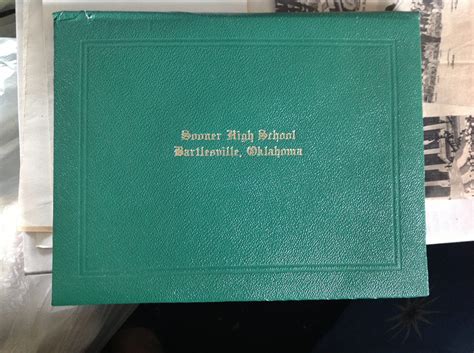 Sooner High School
Bartlesville, Oklahoma